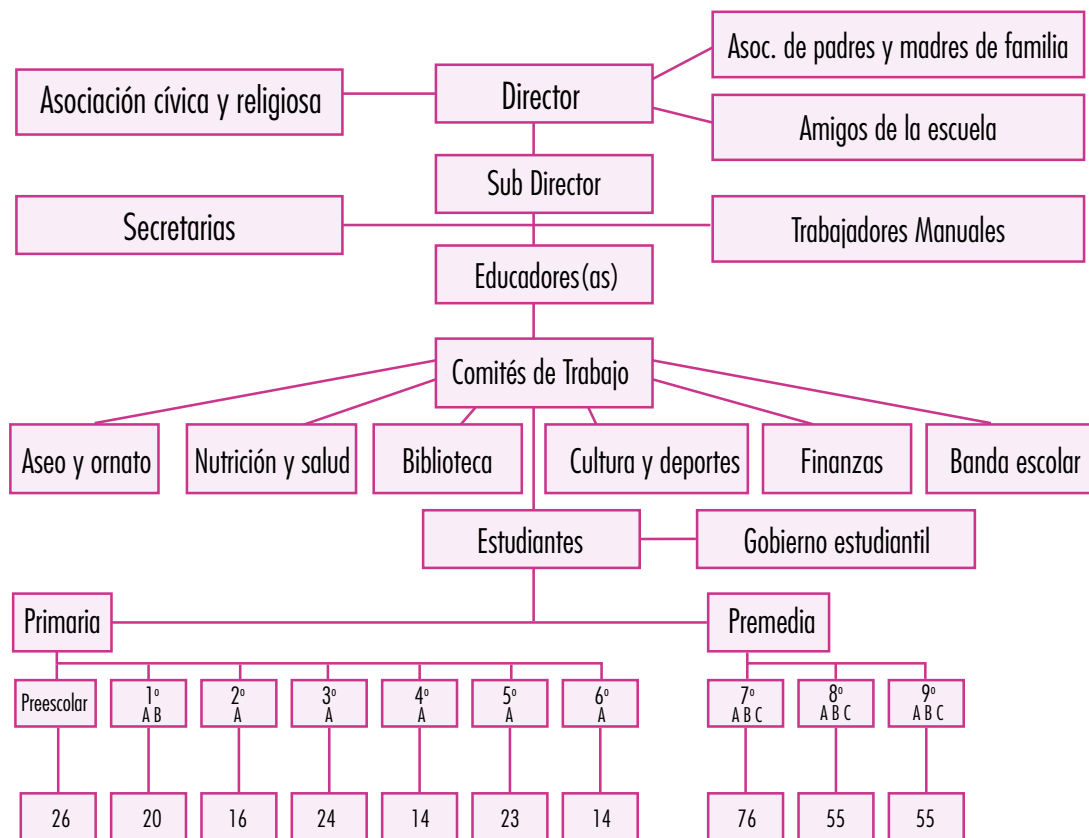 Asoc. de padres y madres de familia
Asociación cívica y religiosa
Director
Amigos de la escuela
Sub Director
Secretarias
Trabajadores Manuales
Educadores(as)
Comités de Trabajo
Aseo y ornato
Nutrición y salud
Biblioteca
Cultura y deportes
Finanzas
Banda escolar
Estudiantes
Gobierno estudiantil
Primaria
Premedia
Preescolar
1º
A B
2º
A
3º
A
4º
A
5º
A
6º
A
7º
A B C
8º
A B C
9º
A B C
26
20
16
24
14
23
14
76
55
55